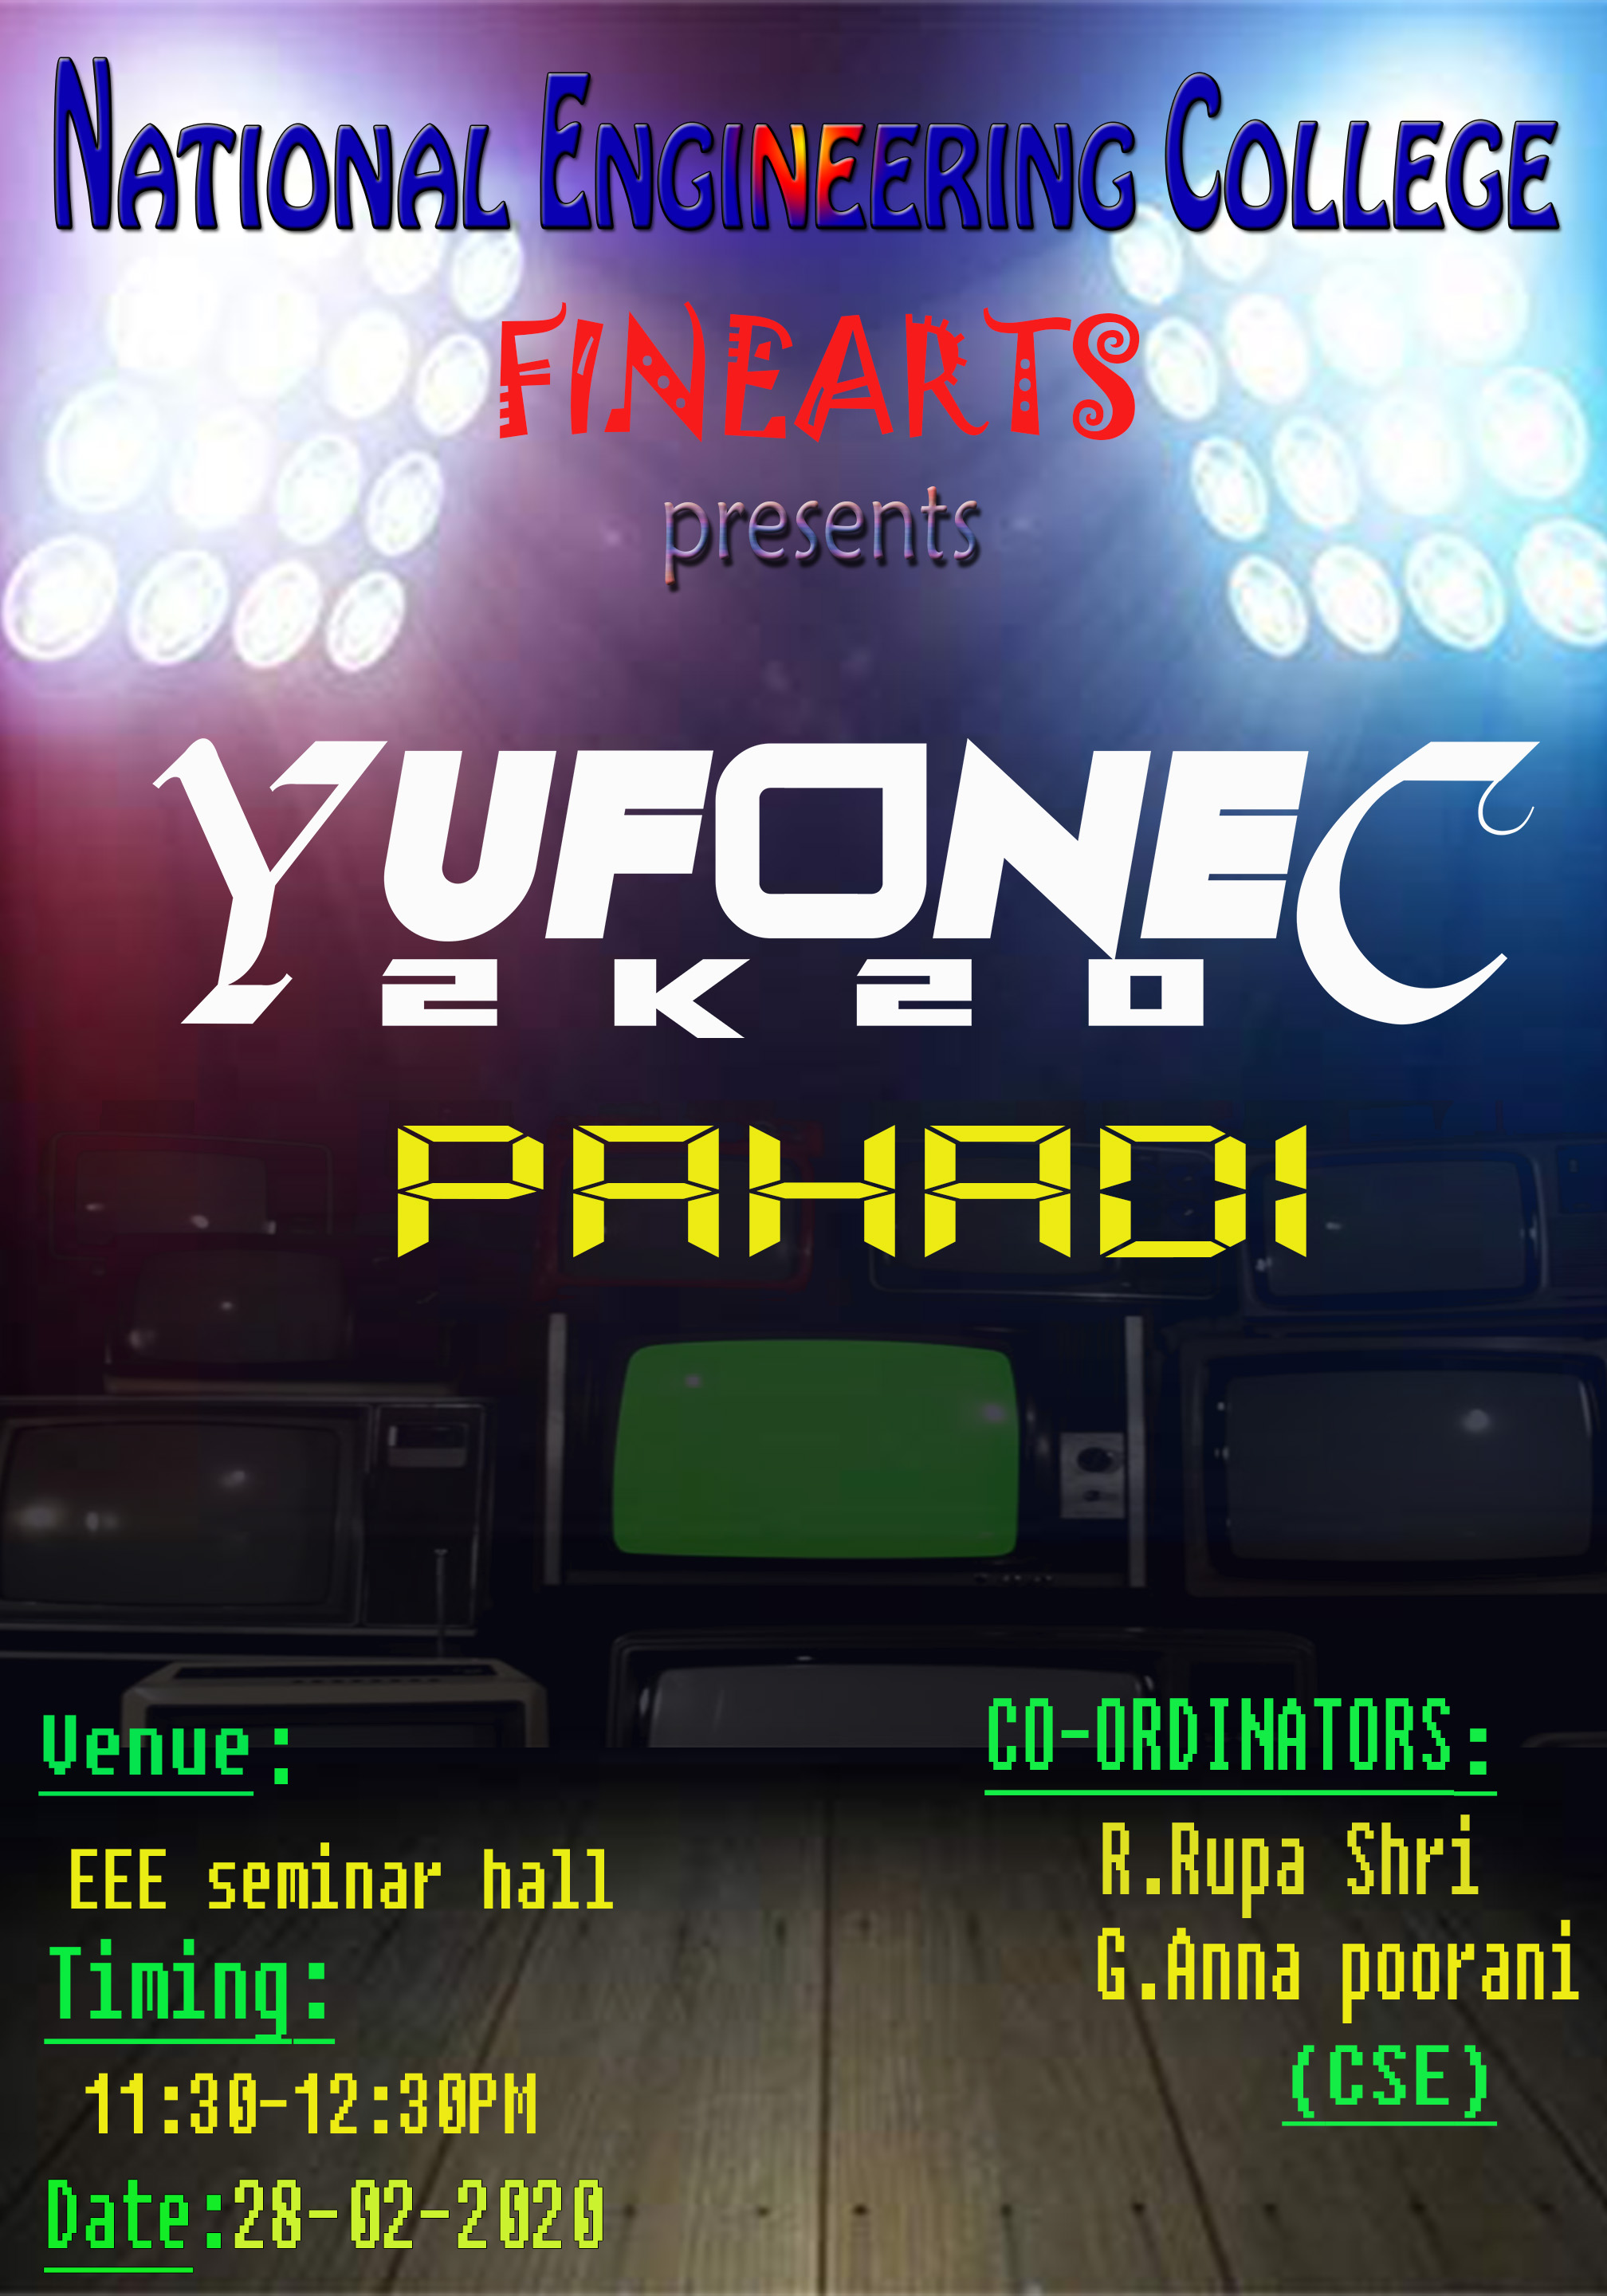 National Engineering College
FINEARTS
presents
YUFONEC
2K20
PAHADI
Venue:
EEE seminar hall
Timing:
11:30-12:30PM
Date:28-02-2020
CO-ORDINATORS:
R.Rupa Shri
G.Anna poorani
(CSE)